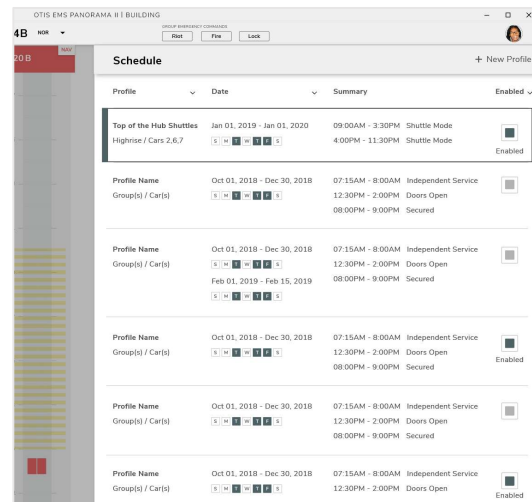 OTIS EMS PANORAMA II | BUILDING
4B NOR
GROUP EMERGENCY COMMANDS
Riot Fire Lock
20 B
NAV
Schedule
+ New Profile
Profile Date Summary Enabled
Top of the Hub Shuttles Jan 01, 2019 - Jan 01, 2020 09:00AM - 3:30PM Shuttle Mode
Highrise / Cars 2,6,7 S M T W T F S 4:00PM - 11:30PM Shuttle Mode
Enabled
Profile Name Oct 01, 2018 - Dec 30, 2018 07:15AM - 8:00AM Independent Service
Group(s) / Car(s) S M T W T F S 12:30PM - 2:00PM Doors Open
08:00PM - 9:00PM Secured
Profile Name Oct 01, 2018 - Dec 30, 2018 07:15AM - 8:00AM Independent Service
Group(s) / Car(s) S M T W T F S 12:30PM - 2:00PM Doors Open
Feb 01, 2019 - Feb 15, 2019 08:00PM - 9:00PM Secured
S M T W T F S
Profile Name Oct 01, 2018 - Dec 30, 2018 07:15AM - 8:00AM Independent Service
Group(s) / Car(s) S M T W T F S 12:30PM - 2:00PM Doors Open
Enabled
08:00PM - 9:00PM Secured
Profile Name Oct 01, 2018 - Dec 30, 2018 07:15AM - 8:00AM Independent Service
Group(s) / Car(s) S M T W T F S 12:30PM - 2:00PM Doors Open
08:00PM - 9:00PM Secured
Profile Name Oct 01, 2018 - Dec 30, 2018 07:15AM - 8:00AM Independent Service
Group(s) / Car(s) S M T W T F S 12:30PM - 2:00PM Doors Open
Enabled